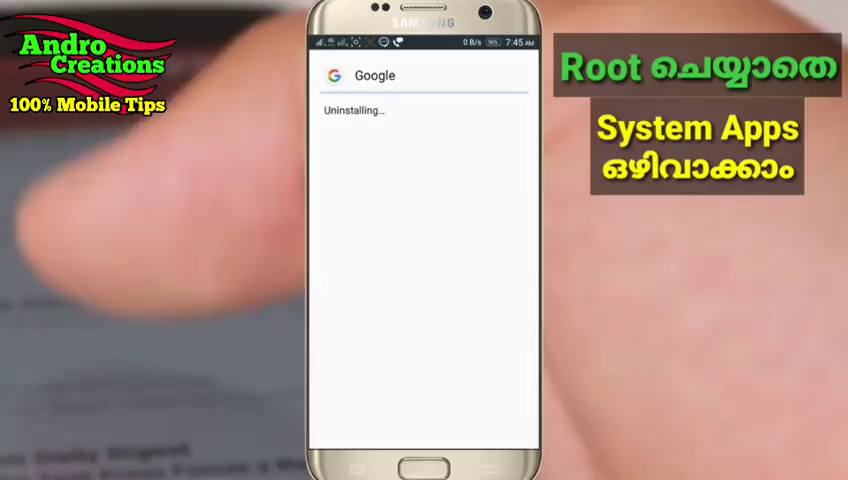 Andro
Creations
100% Mobile Tips
SAMSUNG
0 B/s 7:45 AM
Google
Uninstalling...
Root ചെയ്യാതെ
System Apps
ഒഴിവാക്കാം